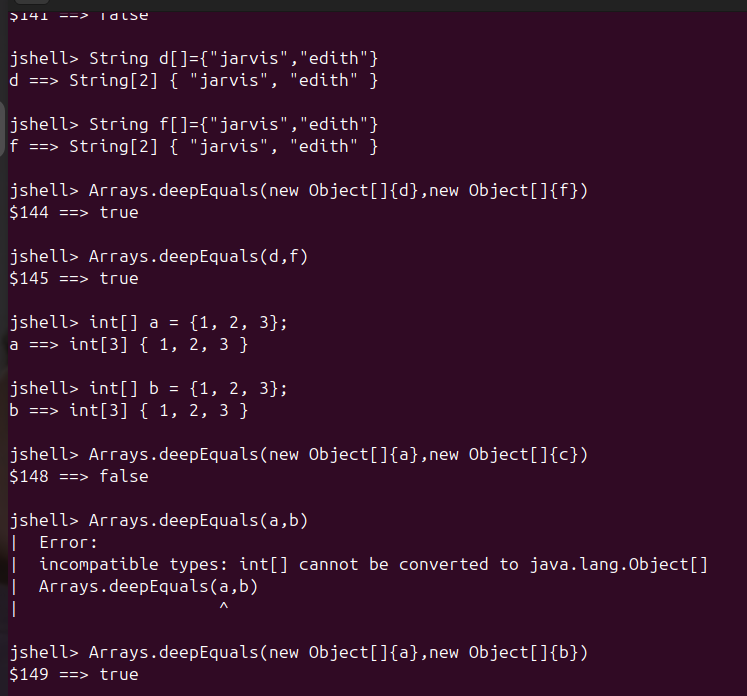 $141 ==> false
jshell> String d[]={"jarvis","edith"}
d ==> String[2] { "jarvis", "edith" }
jshell> String f[]={"jarvis","edith"}
f ==> String[2] { "jarvis", "edith" }
jshell> Arrays.deepEquals(new Object[]{d},new Object[]{f})
$144 ==> true
jshell> Arrays.deepEquals(d,f)
$145 ==> true
jshell> int[] a = {1, 2, 3};
a ==> int[3] { 1, 2, 3 }
jshell> int[] b = {1, 2, 3};
b ==> int[3] { 1, 2, 3 }
jshell> Arrays.deepEquals(new Object[]{a},new Object[]{c})
$148 ==> false
jshell> Arrays.deepEquals(a,b)
|  Error:
|  incompatible types: int[] cannot be converted to java.lang.Object[]
|  Arrays.deepEquals(a,b)
|                    ^
jshell> Arrays.deepEquals(new Object[]{a},new Object[]{b})
$149 ==> true